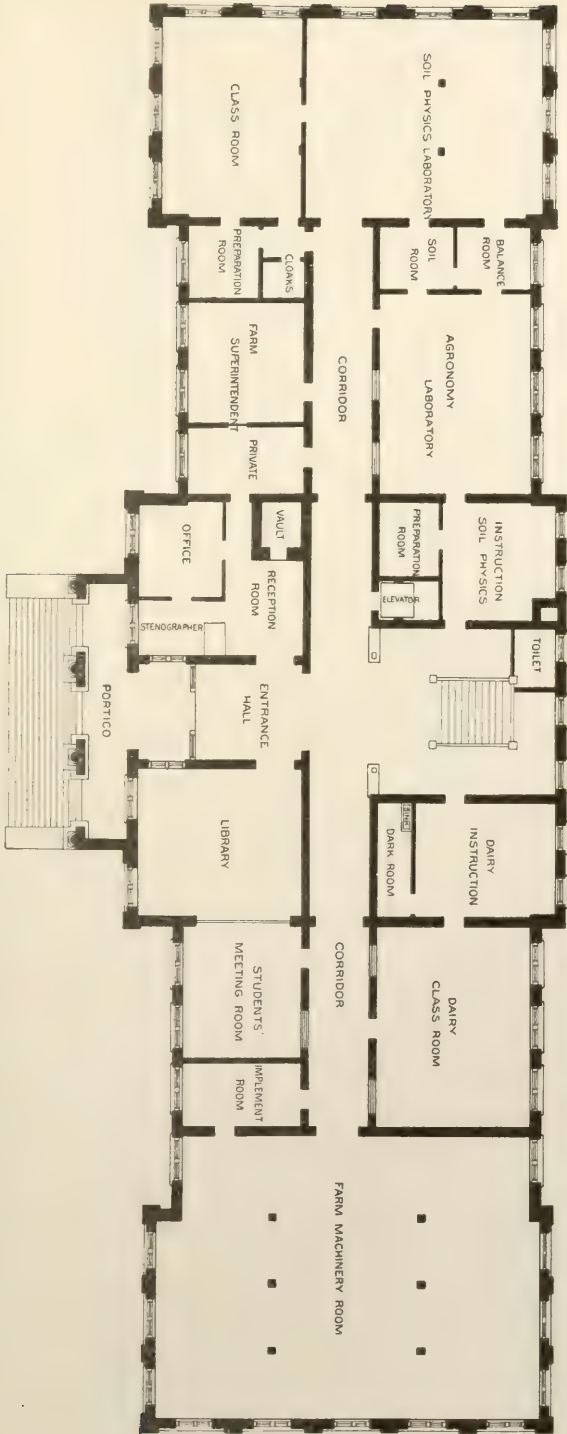 SOIL PHYSICS LABORATORY
BALANCE
ROOM
SOIL
ROOM
AGRONOMY
LABORATORY
INSTRUCTION
SOIL PHYSICS
PREPARATION
ROOM
ELEVATOR
TOILET
DAIRY
INSTRUCTION
SINK
DARK ROOM
DAIRY
CLASS ROOM
CORRIDOR
CORRIDOR
FARM MACHINERY ROOM
CLASS ROOM
CLOAKS
PREPARATION
ROOM
FARM
SUPERINTENDENT
PRIVATE
VAULT
RECEPTION
ROOM
OFFICE
STENOGRAPHER
ENTRANCE
HALL
LIBRARY
STUDENTS'
MEETING ROOM
IMPLEMENT
ROOM
PORTICO